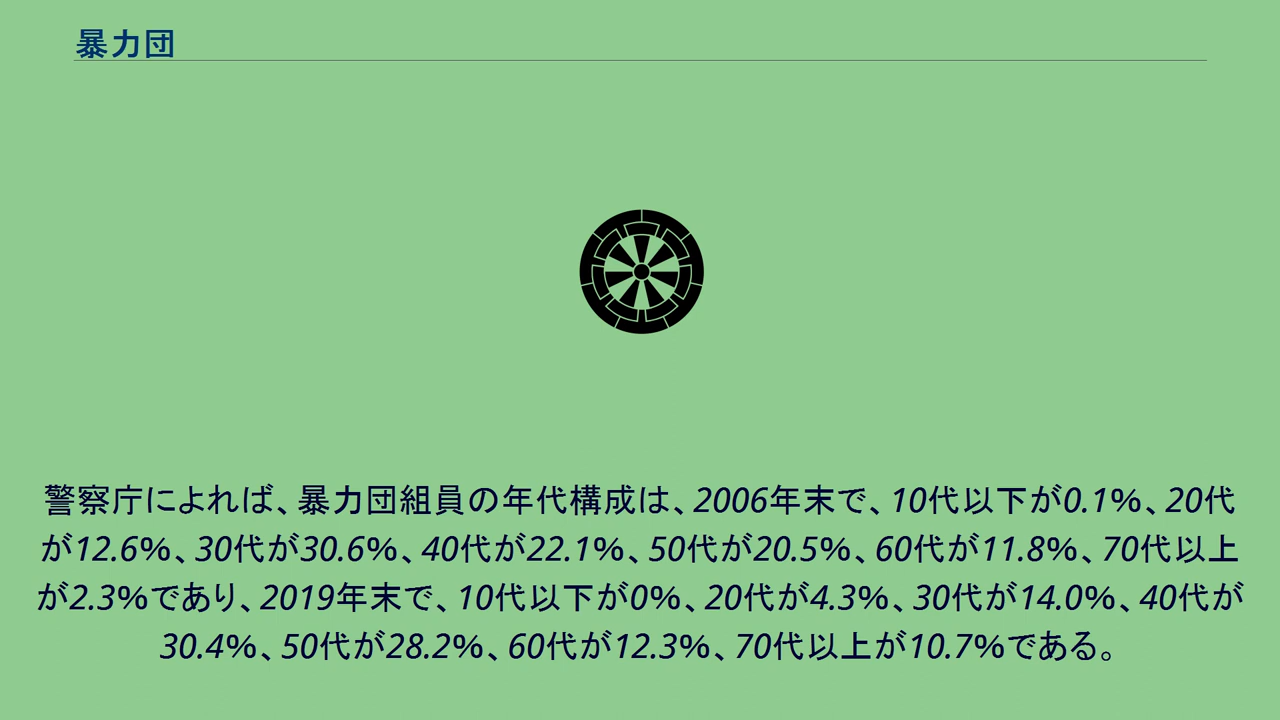 暴力団
警察庁によれば、暴力団組員の年代構成は、2006年末で、10代以下が0.1%、20代
が12.6%、30代が30.6%、40代が22.1%、50代が20.5%、60代が11.8%、70代以上
が2.3%であり、2019年末で、10代以下が0%、20代が4.3%、30代が14.0%、40代が
30.4%、50代が28.2%、60代が12.3%、70代以上が10.7%である。